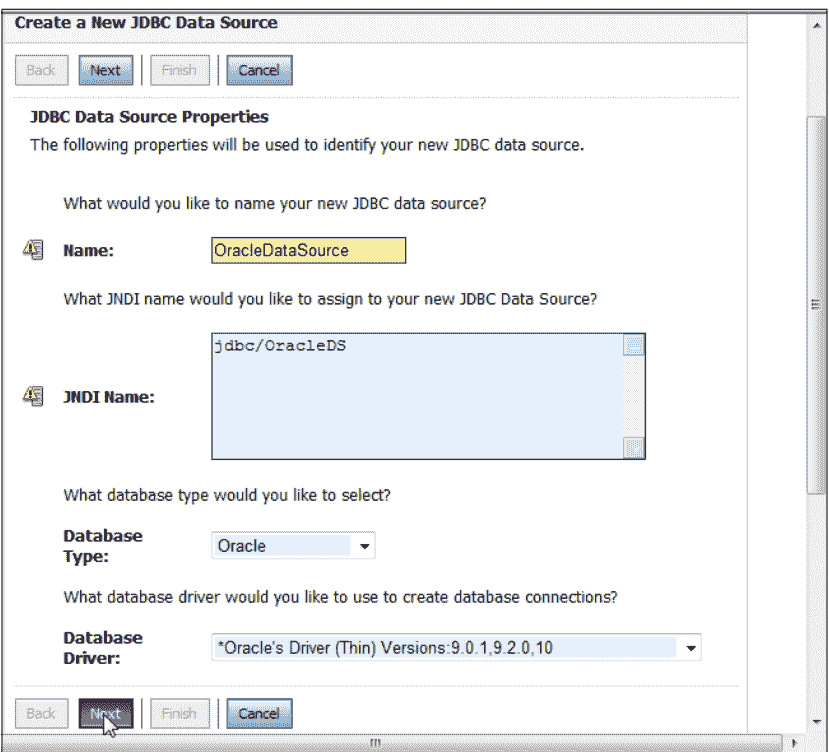 Create a New JDBC Data Source
Back Next Finish Cancel
JDBC Data Source Properties
The following properties will be used to identify your new JDBC data source.
What would you like to name your new JDBC data source?
Name: OracleDataSource
What JNDI name would you like to assign to your new JDBC Data Source?
jdbc/OracleDS
JNDI Name:
What database type would you like to select?
Database
Type:
Oracle
What database driver would you like to use to create database connections?
Database
Driver:
*Oracle's Driver (Thin) Versions:9.0.1,9.2.0,10
Back Next Finish Cancel